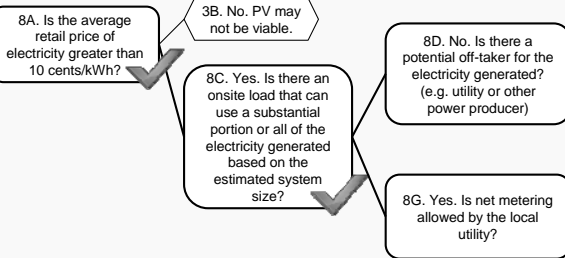 8A. Is the average
retail price of
electricity greater than
10 cents/kWh?
3B. No. PV may
not be viable.
8C. Yes. Is there an
onsite load that can
use a substantial
portion or all of the
electricity generated
based on the
estimated system
size?
8D. No. Is there a
potential off-taker for the
electricity generated?
(e.g. utility or other
power producer)
8G. Yes. Is net metering
allowed by the local
utility?